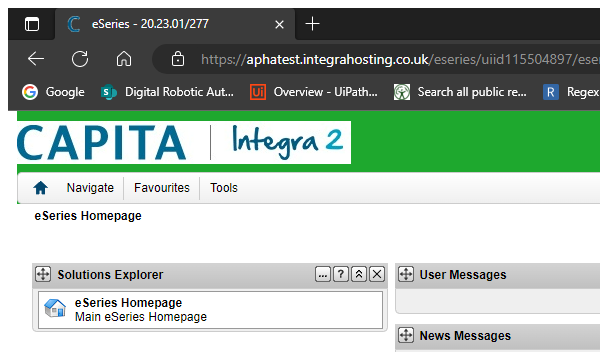 eSeries - 20.23.01/277
https://aphatest.integrahosting.co.uk/eseries/uiid115504897/eser
Google Digital Robotic Aut... Overview - UiPath... Search all public re... Regex
CAPITA Integra 2
Navigate Favourites Tools
eSeries Homepage
Solutions Explorer ... ? User Messages
eSeries Homepage
Main eSeries Homepage
News Messages